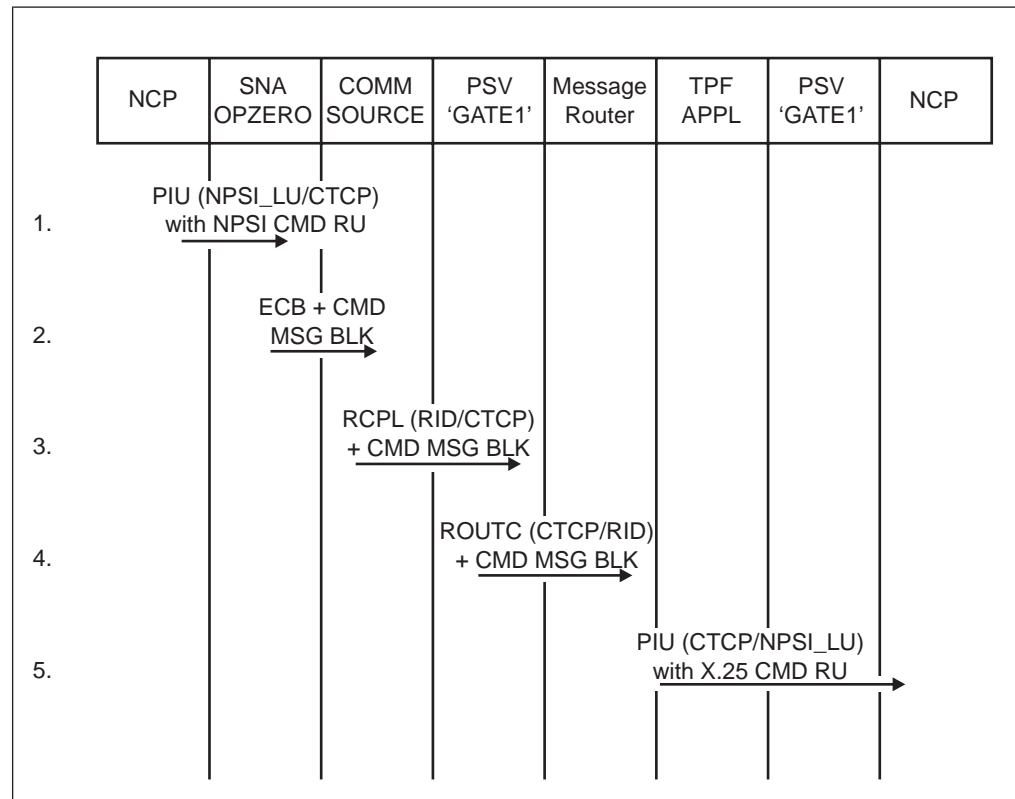 NCP
SNA
OPZERO
COMM
SOURCE
PSV
‘GATE1’
Message
Router
TPF
APPL
PSV
‘GATE1’
NCP
1.
PIU (NPSI_LU/CTCP)
with NPSI CMD RU
2.
ECB + CMD
MSG BLK
3.
RCPL (RID/CTCP)
+ CMD MSG BLK
4.
ROUTC (CTCP/RID)
+ CMD MSG BLK
5.
PIU (CTCP/NPSI_LU)
with X.25 CMD RU